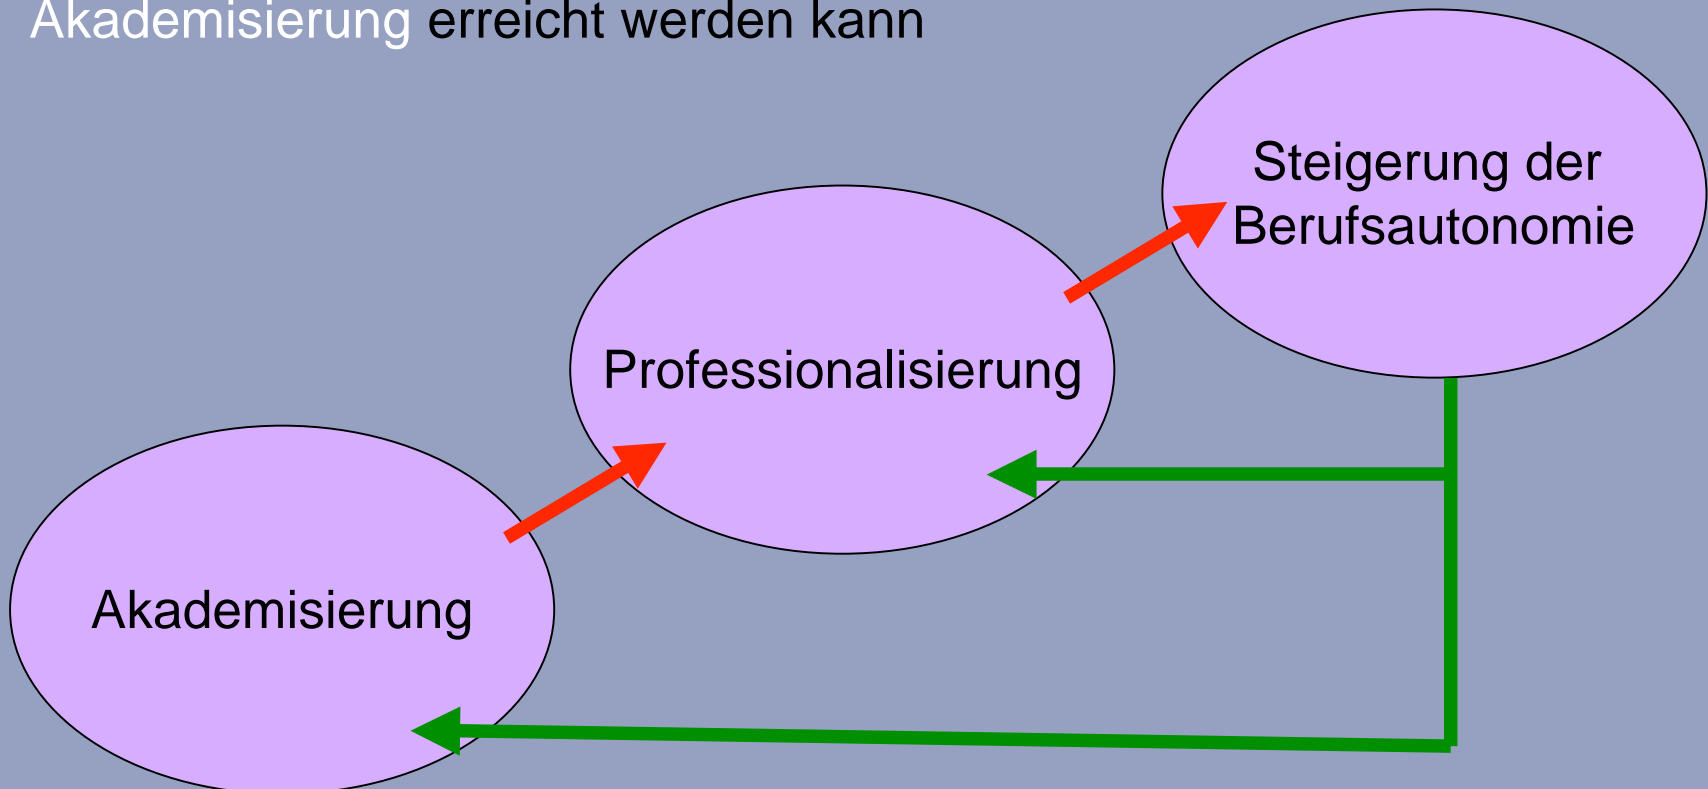 Akademisierung erreicht werden kann
Steigerung der
Berufsautonomie
Professionalisierung
Akademisierung